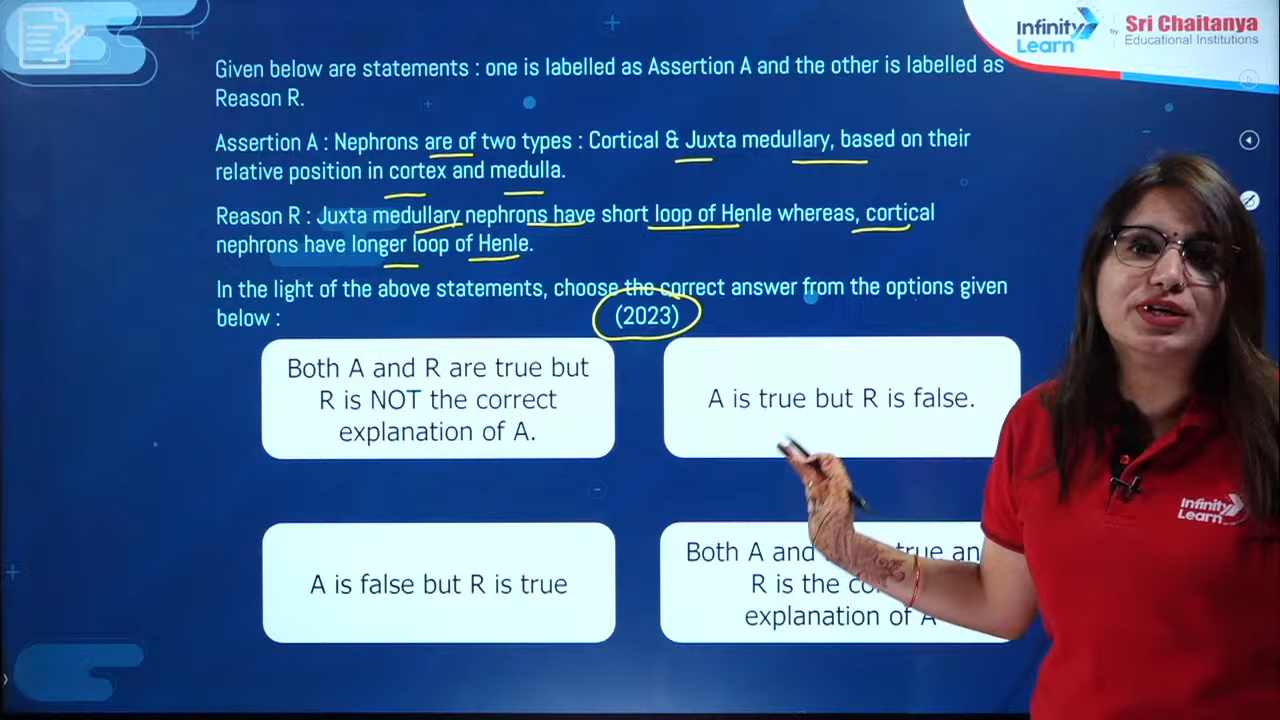 Infinity Learn by Sri Chaitanya Educational Institutions
Given below are statements : one is labelled as Assertion A and the other is labelled as
Reason R.
Assertion A : Nephrons are of two types : Cortical & Juxta medullary, based on their
relative position in cortex and medulla.
Reason R : Juxta medullary nephrons have short loop of Henle whereas, cortical
nephrons have longer loop of Henle.
In the light of the above statements, choose the correct answer from the options given
below :
(2023)
Both A and R are true but
R is NOT the correct
explanation of A.
A is true but R is false.
A is false but R is true
Both A and true an
R is the
explanation of A
Infinity
Learn